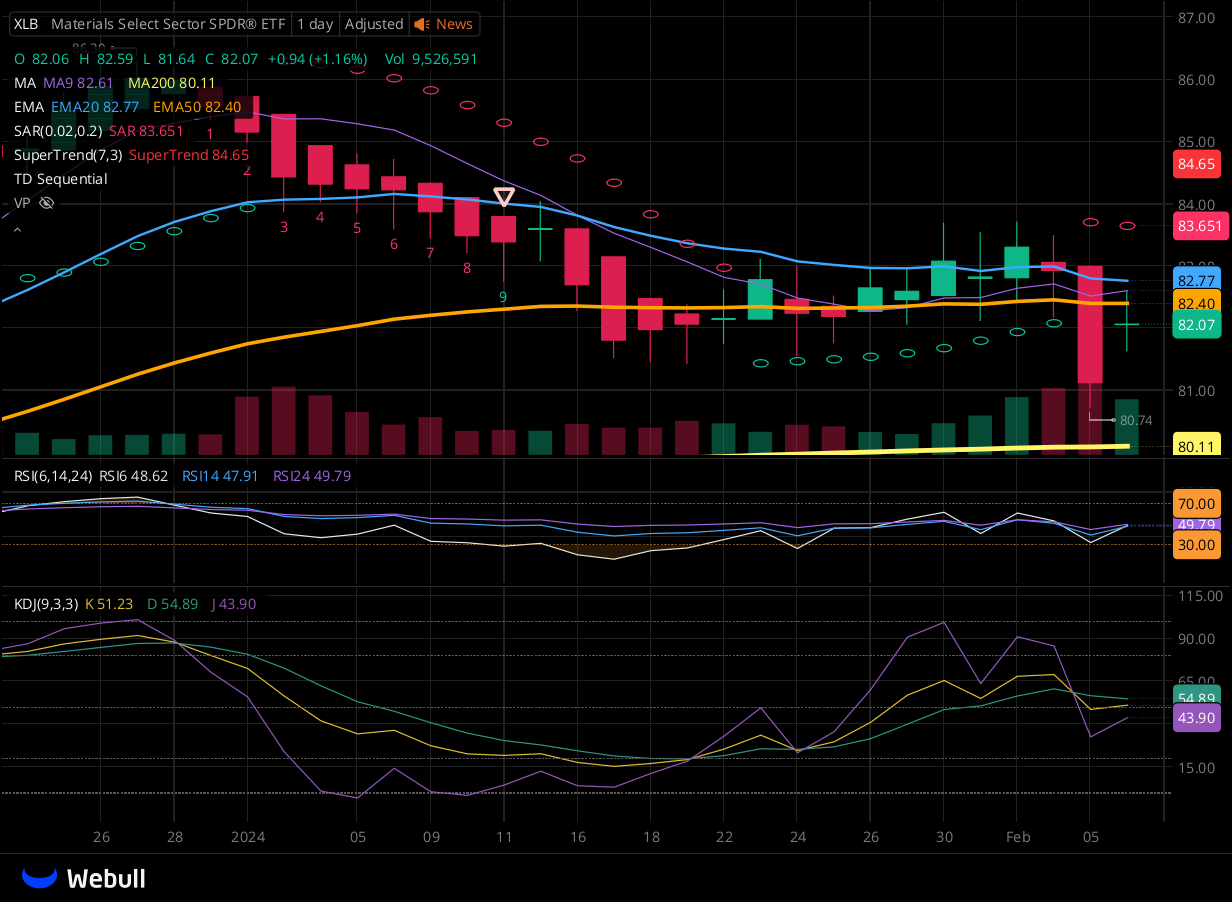 XLB Materials Select Sector SPDR® ETF 1 day Adjusted News
86.39
O 82.06 H 82.59 L 81.64 C 82.07 +0.94 (+1.16%) Vol 9,526,591
MA MA9 82.61 MA200 80.11
EMA EMA20 82.77 EMA50 82.40
SAR(0.02,0.2) SAR 83.651
SuperTrend(7,3) SuperTrend 84.65
TD Sequential
VP
1
2
3
4
5
6
7
8
9
87.00
86.00
85.00
84.65
84.00
83.651
83.00
82.77
82.40
82.07
81.00
80.74
80.11
RSI(6,14,24) RSI6 48.62 RSI14 47.91 RSI24 49.79
70.00
49.79
30.00
KDJ(9,3,3) K 51.23 D 54.89 J 43.90
115.00
90.00
65.00
54.89
43.90
15.00
26 28 2024 05 09 11 16 18 22 24 26 30 Feb 05
Webull